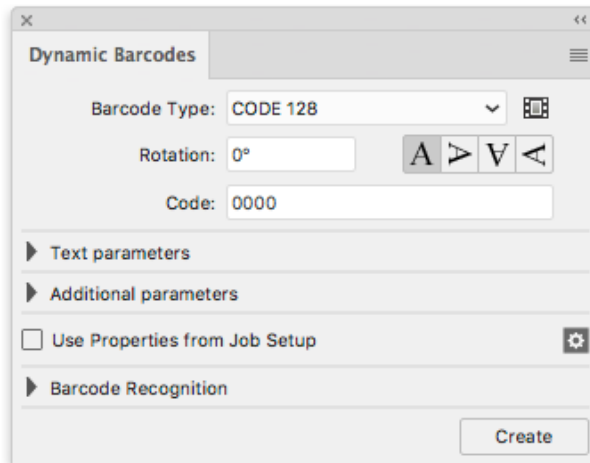 Dynamic Barcodes
Barcode Type: CODE 128
Rotation: 0° A A A A
Code: 0000
Text parameters
Additional parameters
Use Properties from Job Setup
Barcode Recognition
Create